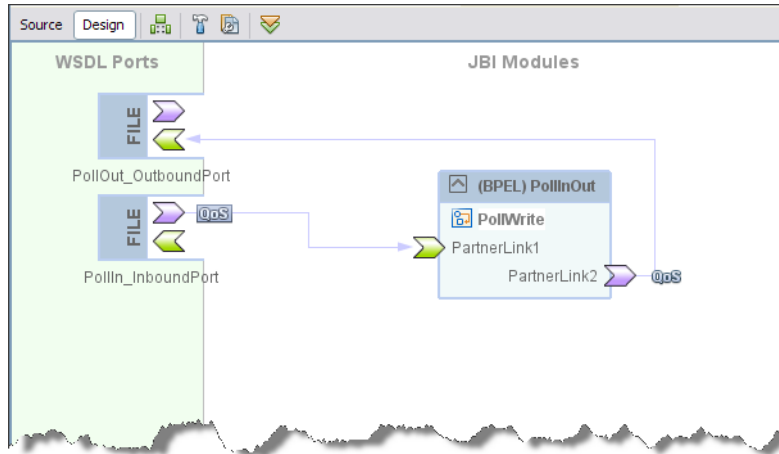 Source Design
WSDL Ports
JBI Modules
FILE
PollOut_OutboundPort
FILE
QoS
PollIn_InboundPort
(BPEL) PollInOut
PollWrite
PartnerLink1
PartnerLink2
QoS